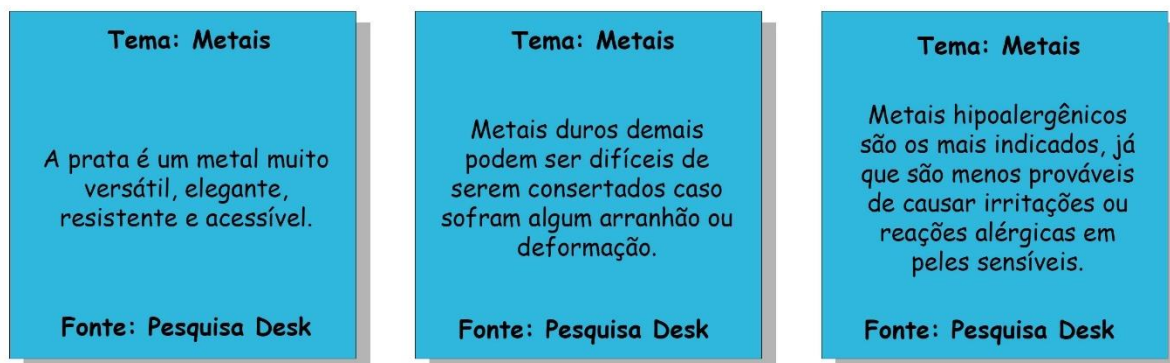 Tema: Metais
A prata é um metal muito
versátil, elegante,
resistente e acessível.
Fonte: Pesquisa Desk
Tema: Metais
Metais duros demais
podem ser difíceis de
serem consertados caso
sofram algum arranhão ou
deformação.
Fonte: Pesquisa Desk
Tema: Metais
Metais hipoalergênicos
são os mais indicados, já
que são menos prováveis
de causar irritações ou
reações alérgicas em
peles sensíveis.
Fonte: Pesquisa Desk